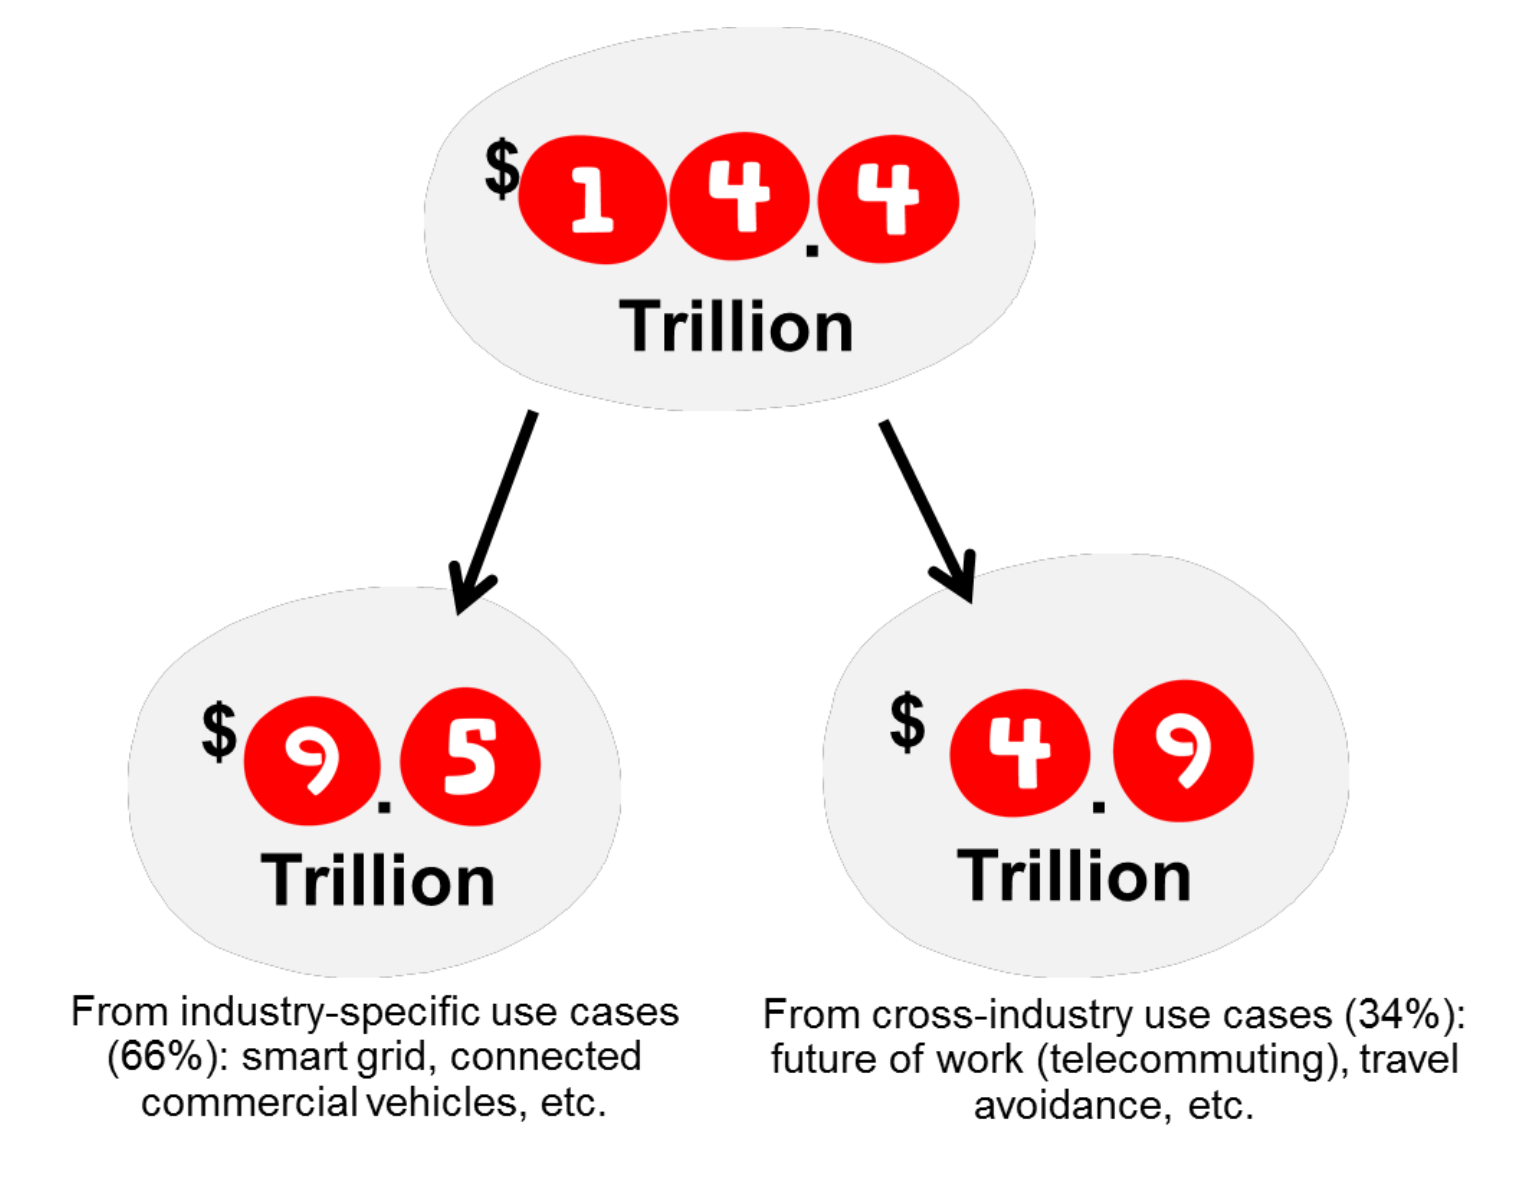 $14.4
Trillion
$9.5
Trillion
From industry-specific use cases
(66%): smart grid, connected
commercial vehicles, etc.
$4.9
Trillion
From cross-industry use cases (34%):
future of work (telecommuting), travel
avoidance, etc.